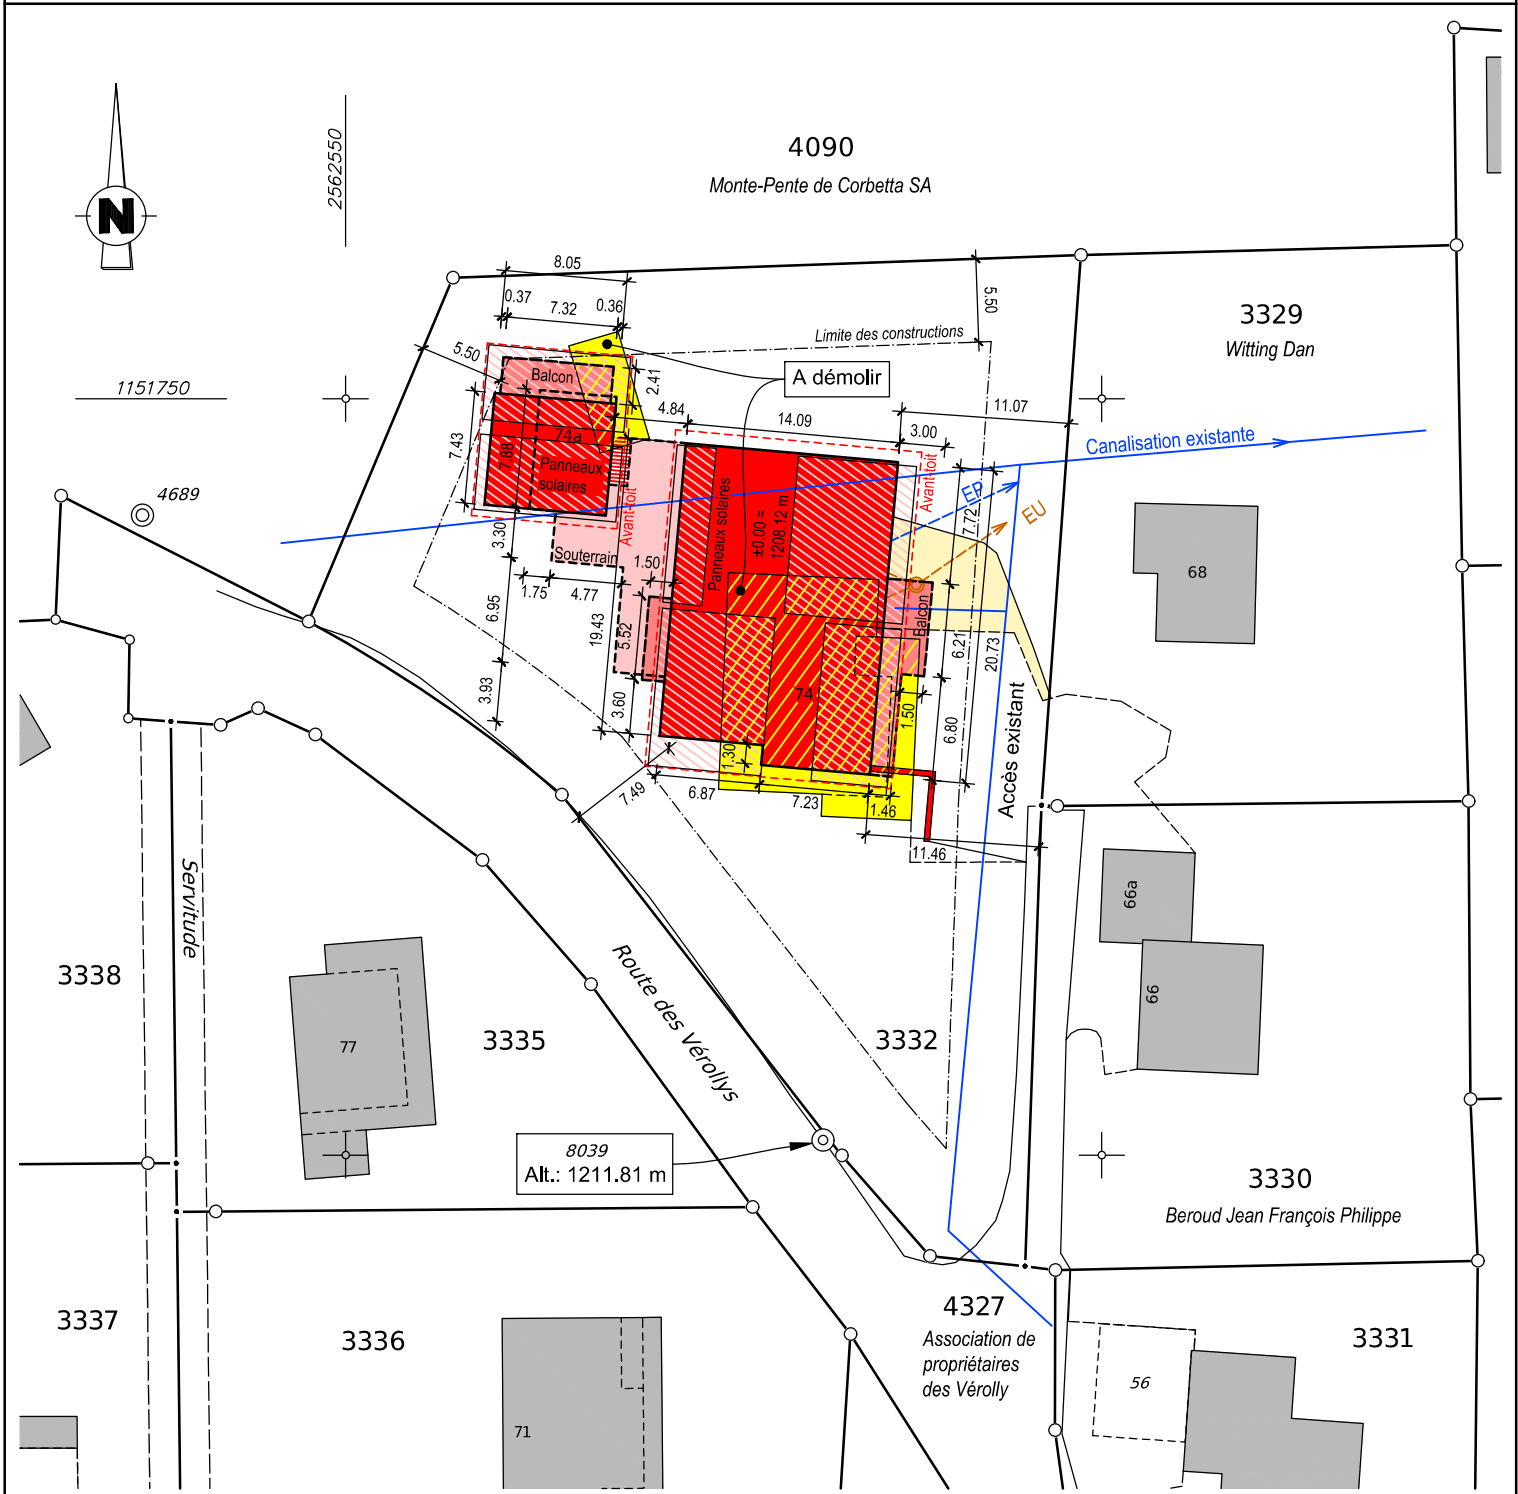 4090
Monte-Pente de Corbetta SA
2562550
N
1151750
4689
8.05
0.37
7.32
0.36
5.50
5.50
Limite des constructions
3329
Witting Dan
A démolir
Balcon
2.41
4.84
14.09
11.07
3.00
Canalisation existante
7.43
7.88
74a
Panneaux
solaires
Avant-toit
Avant-toit
Panneaux solaires
±0.00 =
1208.12 m
EP
EU
7.72
3.30
Souterrain
1.50
1.75
4.77
6.95
19.43
5.52
Balcon
6.21
20.73
68
3.93
3.60
74
1.50
6.80
Accès existant
1.30
7.49
6.87
7.23
1.46
11.46
Servitude
66a
66
3338
77
3335
Route des Vérollys
3332
8039
Alt.: 1211.81 m
3330
Beroud Jean François Philippe
3337
3336
71
4327
Association de
propriétaires
des Vérolly
3331
56